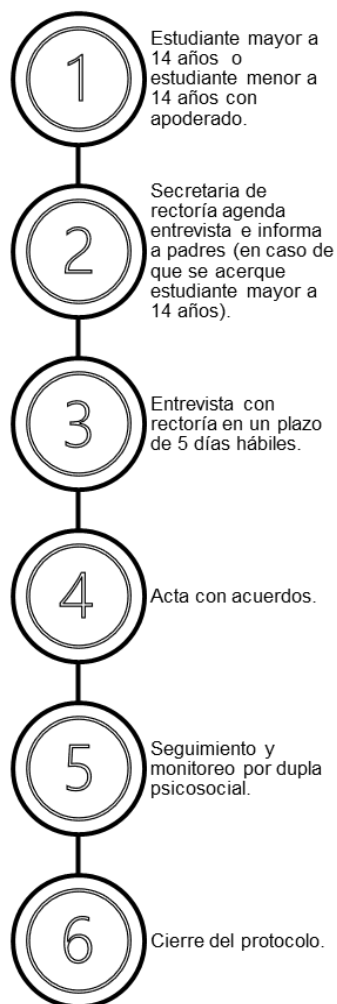 1
Estudiante mayor a
14 años o
estudiante menor a
14 años con
apoderado.
2
Secretaria de
rectoría agenda
entrevista e informa
a padres (en caso de
que se acerque
estudiante mayor a
14 años).
3
Entrevista con
rectoría en un plazo
de 5 días hábiles.
4
Acta con acuerdos.
5
Seguimiento y
monitoreo por dupla
psicosocial.
6
Cierre del protocolo.